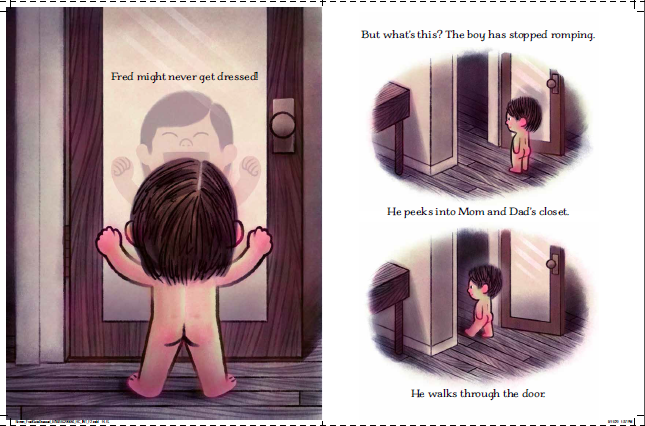 Fred might never get dressed!
But what's this? The boy has stopped romping.
He peeks into Mom and Dad's closet.
He walks through the door.